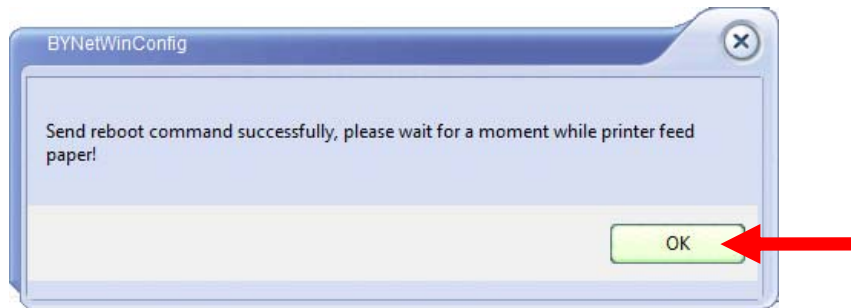 BYNetWinConfig
Send reboot command successfully, please wait for a moment while printer feed
paper!
OK